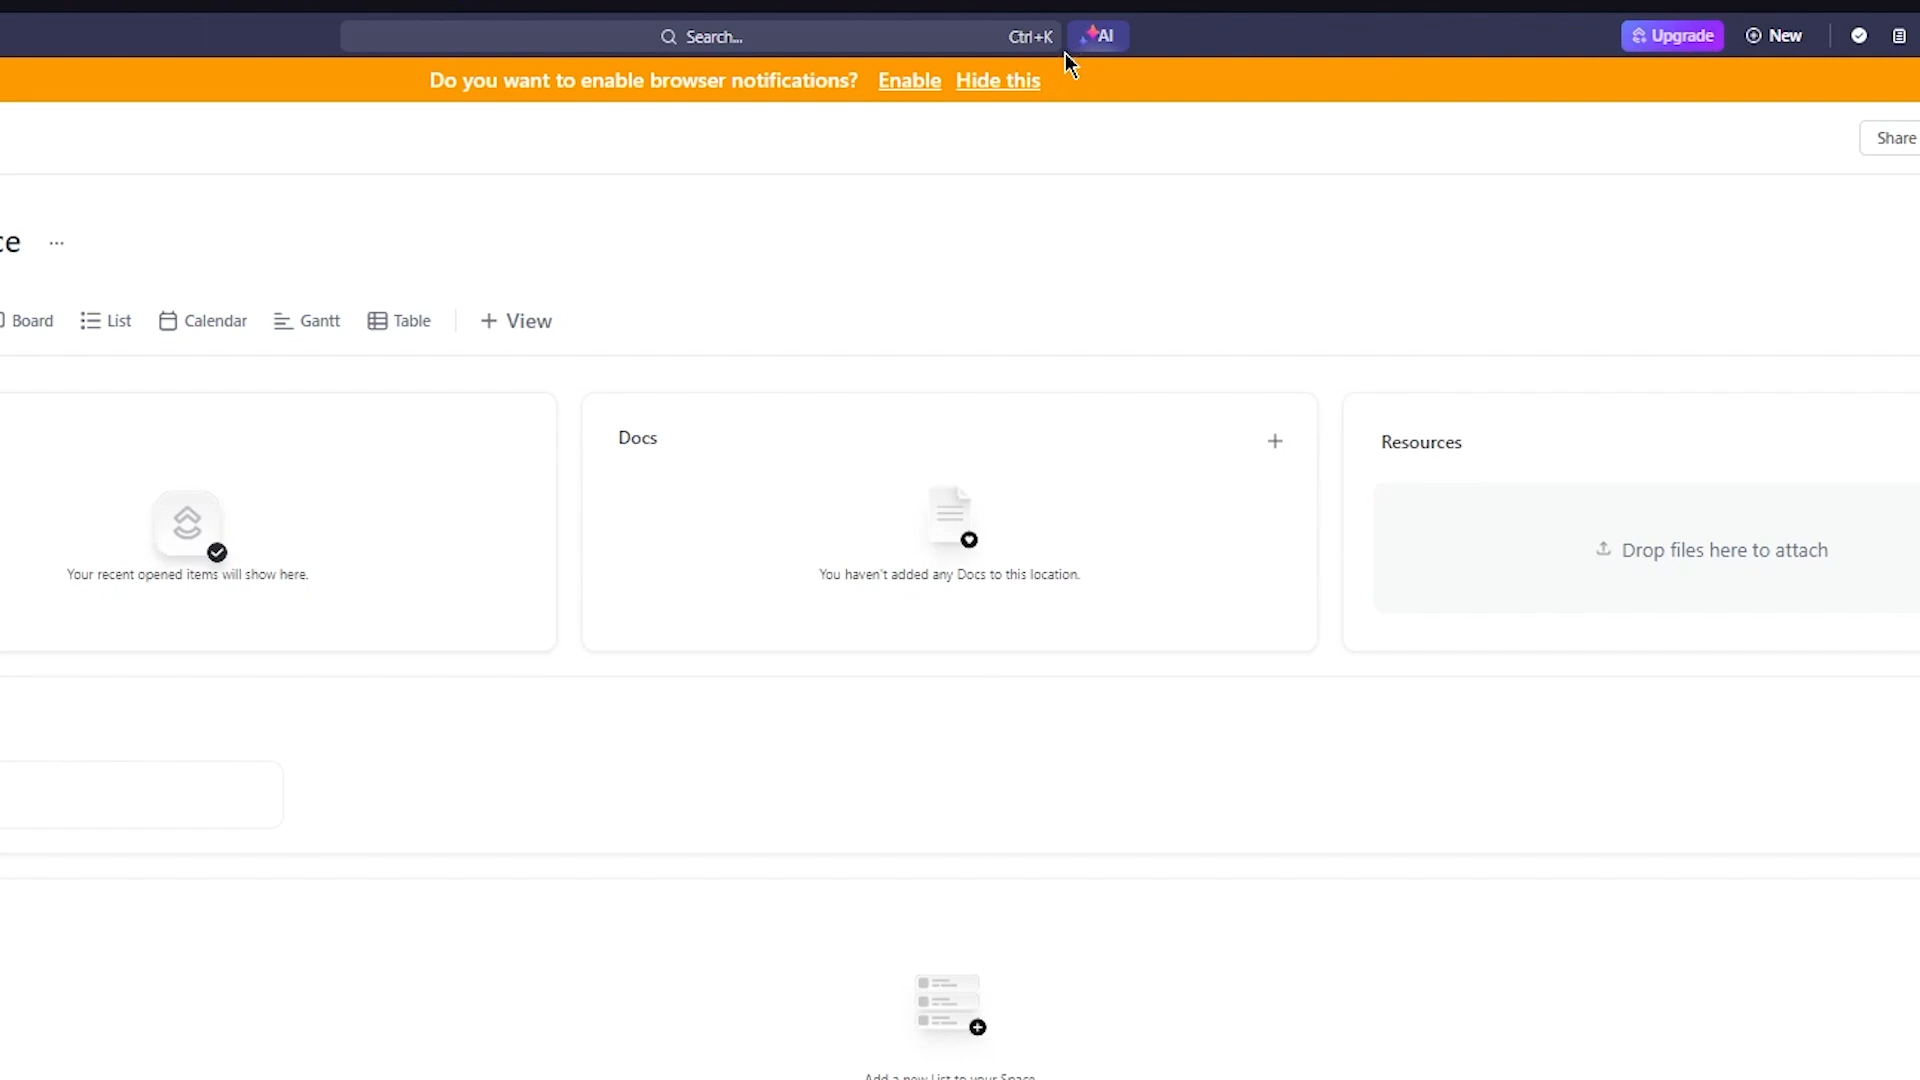 Search...
Ctrl+K
AI
Upgrade
New
Do you want to enable browser notifications? Enable Hide this
Share
ce ...
Board
List
Calendar
Gantt
Table
+ View
Docs
Resources
Drop files here to attach
Your recent opened items will show here.
You haven't added any Docs to this location.
Add a new List to your Space